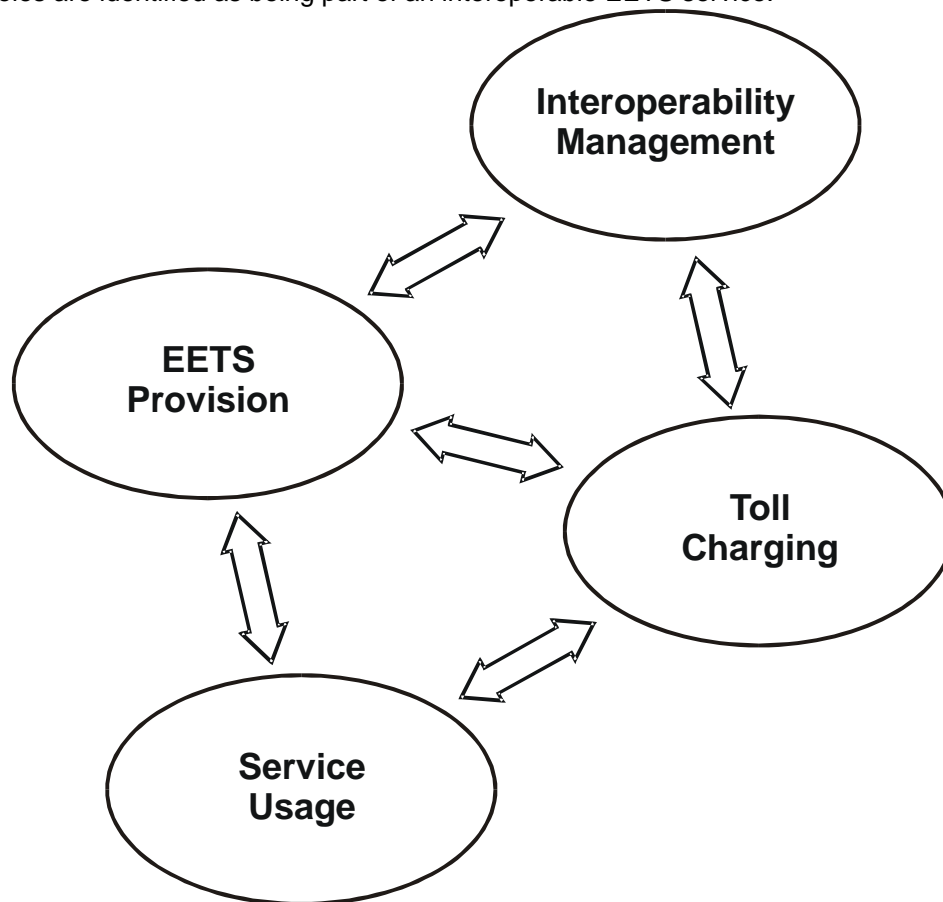 are identified as being part of an interoperable EETS service.
Interoperability
Management
EETS
Provision
Toll
Charging
Service
Usage